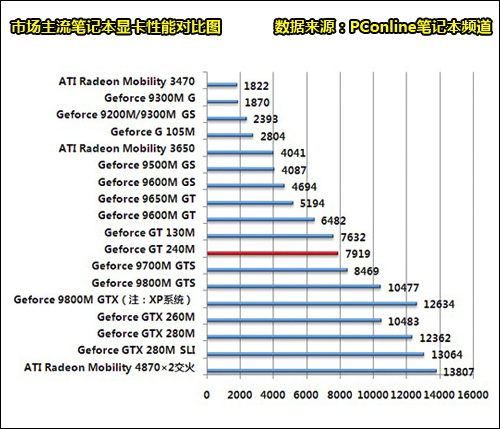 市场主流笔记本显卡性能对比图 数据来源：PConline笔记本频道
ATI Radeon Mobility 3470 1822
Geforce 9300M G 1870
Geforce 9200M/9300M GS 2393
Geforce G 105M 2804
ATI Radeon Mobility 3650 4041
Geforce 9500M GS 4087
Geforce 9600M GS 4694
Geforce 9650M GT 5194
Geforce 9600M GT 6482
Geforce GT 130M 7632
Geforce GT 240M 7919
Geforce 9700M GTS 8469
Geforce 9800M GTS 10477
Geforce 9800M GTX（注：XP系统） 12634
Geforce GTX 260M 10483
Geforce GTX 280M 12362
Geforce GTX 280M SLI 13064
ATI Radeon Mobility 4870×2交火 13807
0 2000 4000 6000 8000 10000 12000 14000 16000